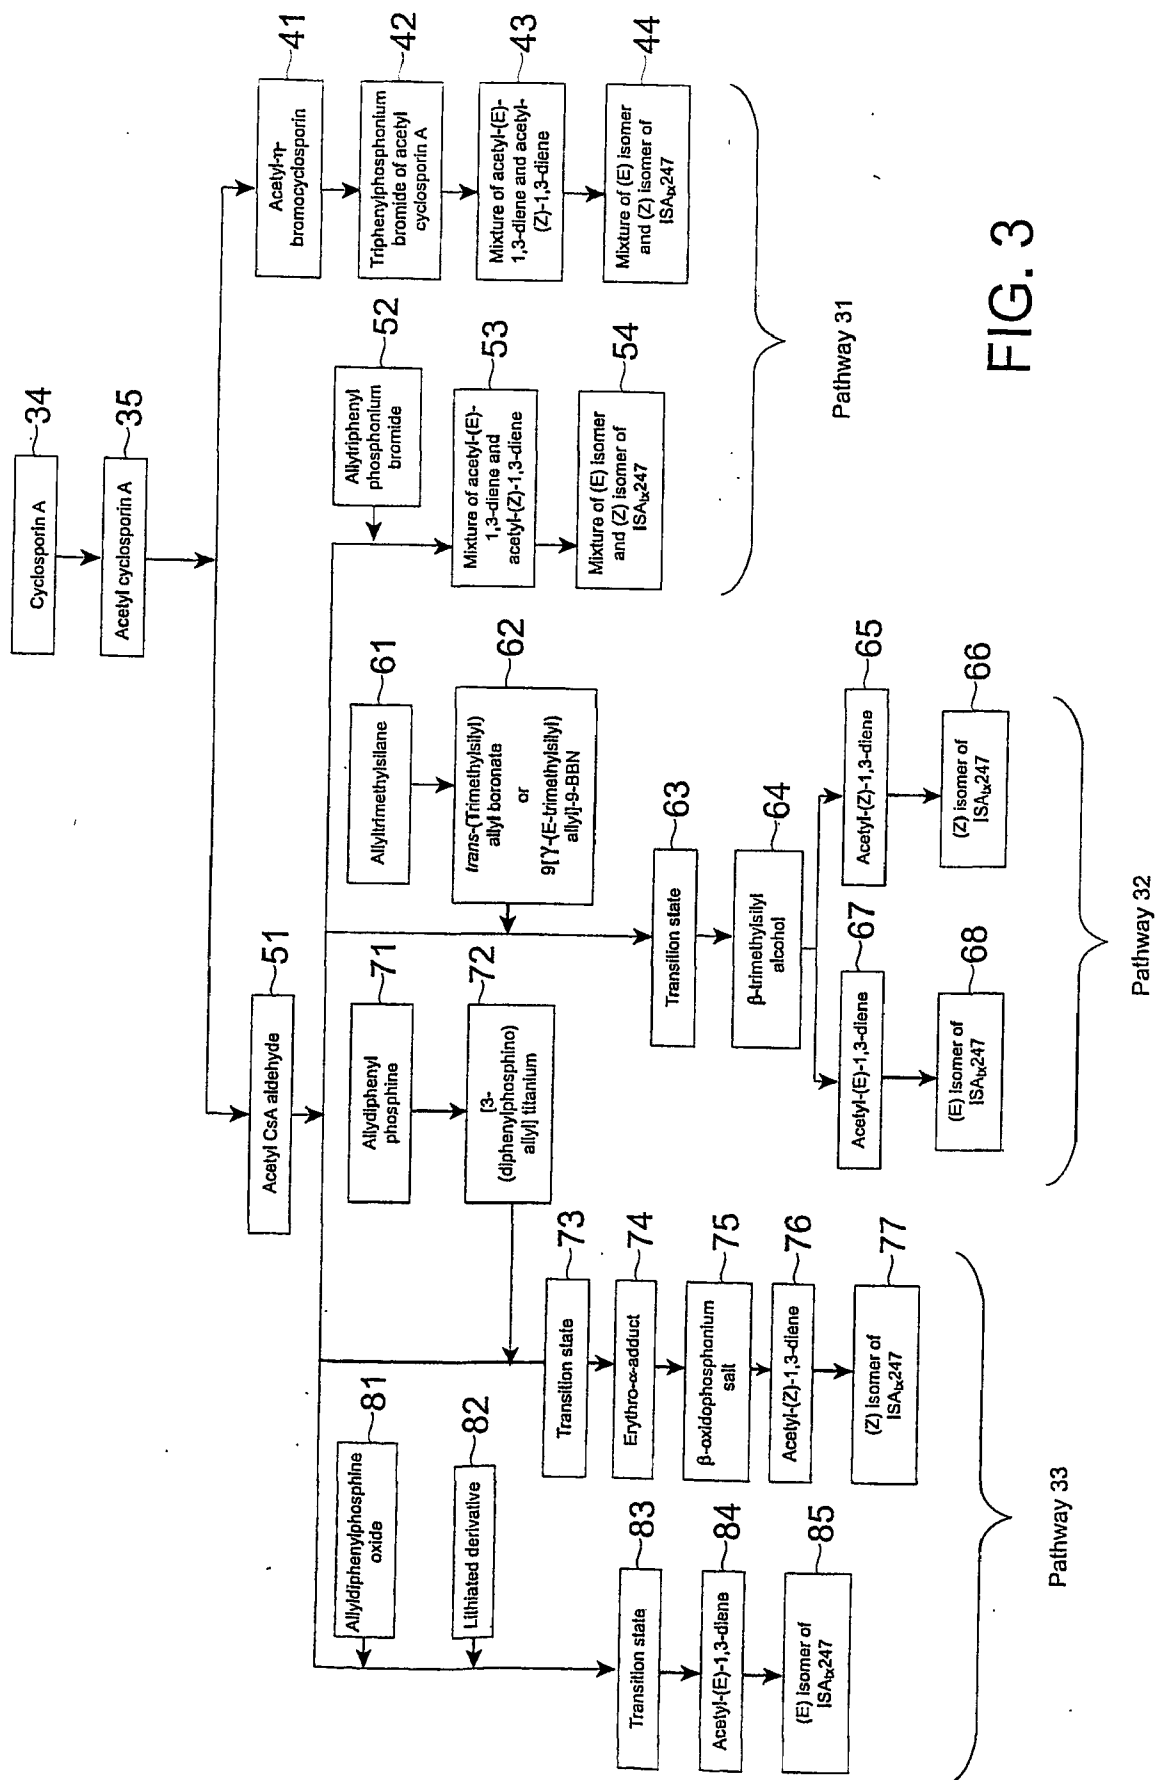 Cyclosporin A
34
Acetyl cyclosporin A
35
Acetyl-η-
bromocyclosporin
41
Triphenylphosphonium
bromide of acetyl
cyclosporin A
42
Mixture of acetyl-(E)-
1,3-diene and acetyl-
(Z)-1,3-diene
43
Mixture of (E) isomer
and (Z) isomer of
ISAtx247
44
Acetyl CsA aldehyde
51
Allyltriphenyl
phosphonium
bromide
52
Mixture of acetyl-(E)-
1,3-diene and
acetyl-(Z)-1,3-diene
53
Mixture of (E) isomer
and (Z) isomer of
ISAtx247
54
Pathway 31
Allyltrimethylsilane
61
trans-(Trimethylsilyl)
allyl boronate
or
9[γ-(E-trimethylsilyl)
allyl]-9-BBN
62
Transition state
63
β-trimethylsilyl
alcohol
64
Acetyl-(Z)-1,3-diene
65
(Z) isomer of
ISAtx247
66
Acetyl-(E)-1,3-diene
67
(E) isomer of
ISAtx247
68
Pathway 32
Allydiphenyl
phosphine
71
[3-
(diphenylphosphino)
allyl] titanium
72
Transition state
73
Erythro-α-adduct
74
β-oxidophosphonium
salt
75
Acetyl-(Z)-1,3-diene
76
(Z) isomer of
ISAtx247
77
Allyldiphenylphosphine
oxide
81
Lithiated derivative
82
Transition state
83
Acetyl-(E)-1,3-diene
84
(E) isomer of
ISAtx247
85
Pathway 33
FIG. 3